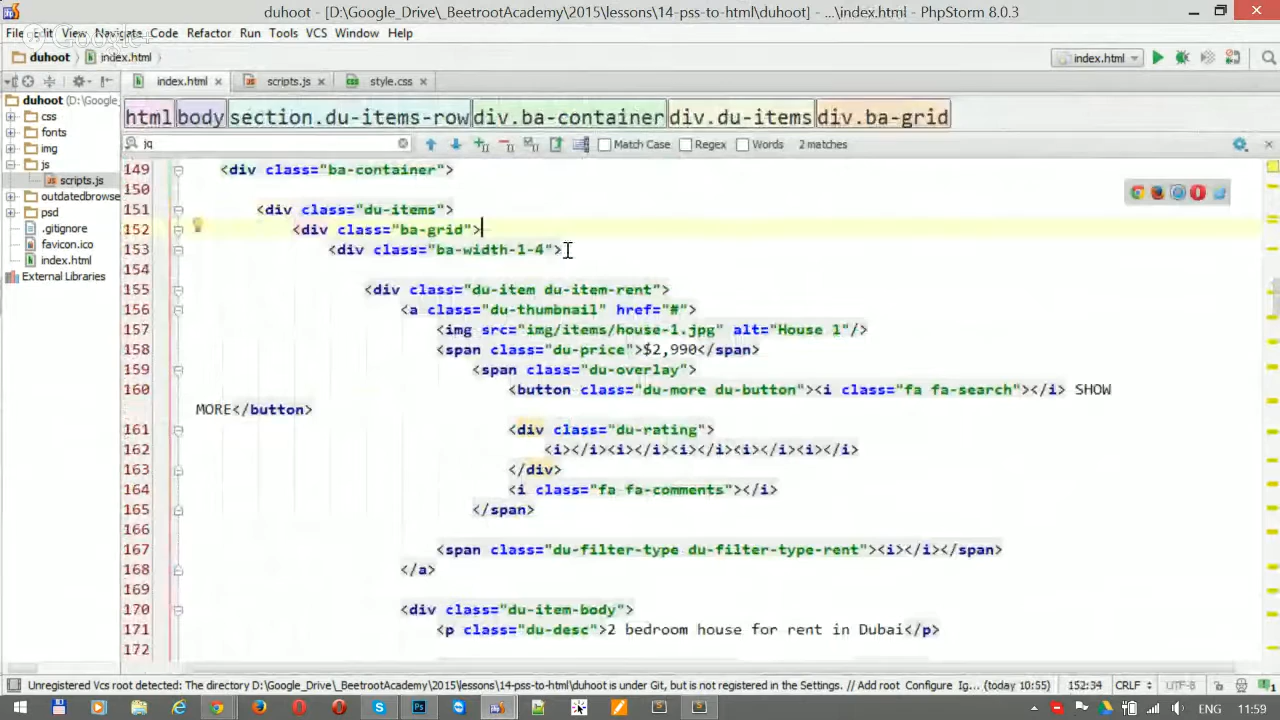 duhoot - [D:\Google_Drive\_BeetrootAcademy\2015\lessons\14-pss-to-html\duhoot] - ...\index.html - PhpStorm 8.0.3
File Edit View Navigate Code Refactor Run Tools VCS Window Help
Google+
duhoot index.html index.html
index.html scripts.js style.css
duhoot (D:\Google_
css
fonts
img
js
scripts.js
outdatedbrowse
psd
.gitignore
favicon.ico
index.html
External Libraries
html body section.du-items-row div.ba-container div.du-items div.ba-grid
jq Match Case Regex Words 2 matches
149 <div class="ba-container">
150
151 <div class="du-items">
152 <div class="ba-grid">
153 <div class="ba-width-1-4">
154
155 <div class="du-item du-item-rent">
156 <a class="du-thumbnail" href="#">
157 <img src="img/items/house-1.jpg" alt="House 1"/>
158 <span class="du-price">$2,990</span>
159 <span class="du-overlay">
160 <button class="du-more du-button"><i class="fa fa-search"></i> SHOW
MORE</button>
161 <div class="du-rating">
162 <i></i><i></i><i></i><i></i><i></i>
163 </div>
164 <i class="fa fa-comments"></i>
165 </span>
166
167 <span class="du-filter-type du-filter-type-rent"><i></i></span>
168 </a>
169
170 <div class="du-item-body">
171 <p class="du-desc">2 bedroom house for rent in Dubai</p>
172
Unregistered Vcs root detected: The directory D:\Google_Drive\_BeetrootAcademy\2015\lessons\14-pss-to-html\duhoot is under Git, but is not registered in the Settings. // Add root Configure Ig... (today 10:55) 152:34 CRLF UTF-8
ENG 11:59